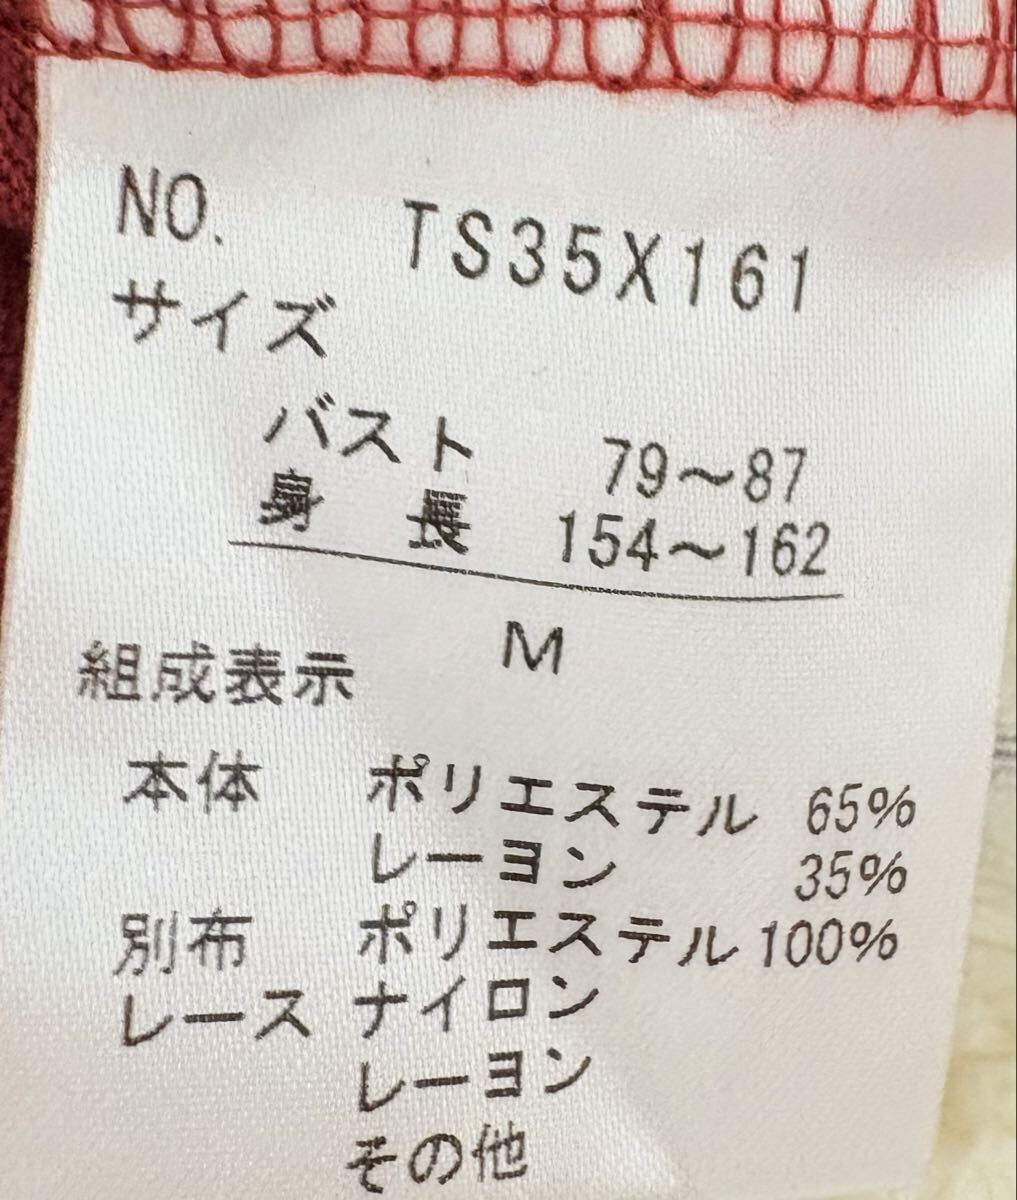 NO. TS35X161
サイズ
バスト 79～87
身長 154～162
M
組成表示
本体 ポリエステル 65%
レーヨン 35%
別布 ポリエステル 100%
レース ナイロン
レーヨン
その他